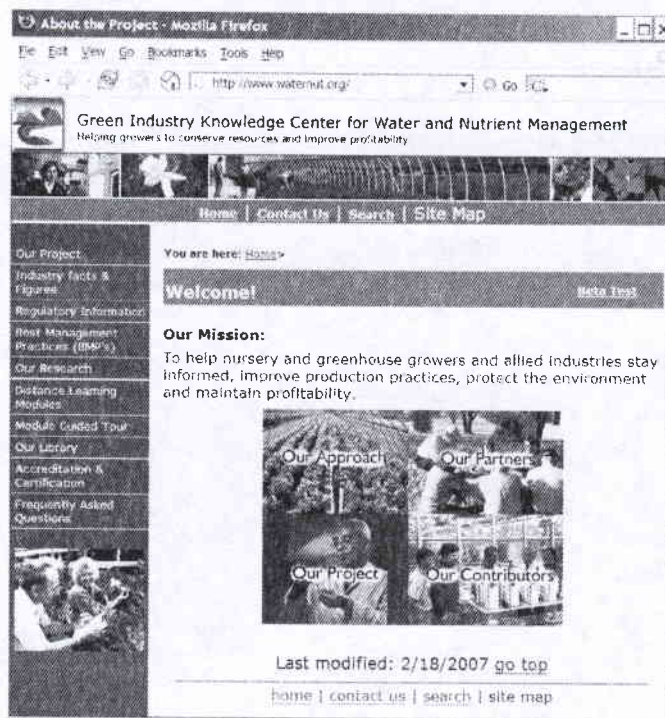 About the Project - Mozilla Firefox
File Edit View Go Bookmarks Tools Help
http://www.waternut.org/ Go
Green Industry Knowledge Center for Water and Nutrient Management
Helping growers to conserve resources and improve profitability
Home | Contact Us | Search | Site Map
Our Project
Industry facts &
Figures
Regulatory Information
Best Management
Practices (BMP's)
Our Research
Distance Learning
Modules
Module Guided Tour
Our Library
Accreditation &
Certification
Frequently Asked
Questions
You are here: Home>
Welcome! Beta Test
Our Mission:
To help nursery and greenhouse growers and allied industries stay
informed, improve production practices, protect the environment
and maintain profitability.
Our Approach Our Partners
Our Project Our Contributors
Last modified: 2/18/2007 go top
home | contact us | search | site map